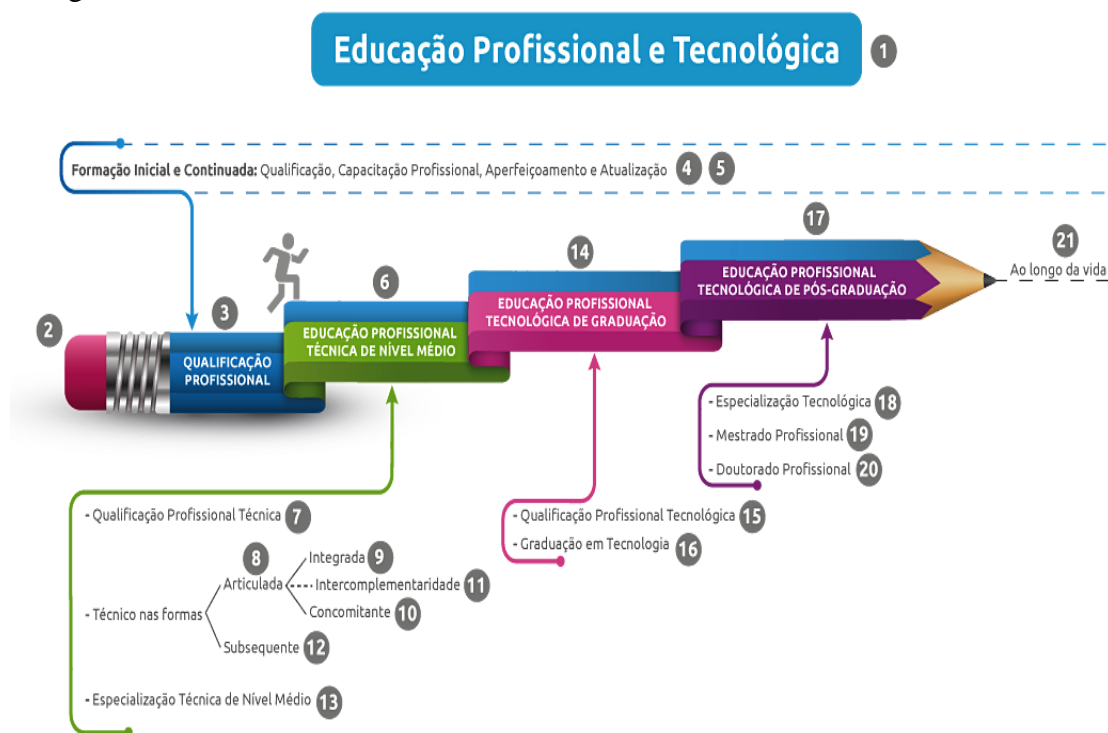 Educação Profissional e Tecnológica 1
Formação Inicial e Continuada: Qualificação, Capacitação Profissional, Aperfeiçoamento e Atualização 4 5
17
21
Ao longo da vida
14
EDUCAÇÃO PROFISSIONAL
TECNOLÓGICA DE PÓS-GRADUAÇÃO
6
EDUCAÇÃO PROFISSIONAL
TECNOLÓGICA DE GRADUAÇÃO
2
3
EDUCAÇÃO PROFISSIONAL
TÉCNICA DE NÍVEL MÉDIO
QUALIFICAÇÃO
PROFISSIONAL
- Especialização Tecnológica 18
- Mestrado Profissional 19
- Doutorado Profissional 20
- Qualificação Profissional Técnica 7
- Qualificação Profissional Tecnológica 15
- Graduação em Tecnologia 16
8
Articulada
Integrada 9
Intercomplementaridade 11
Concomitante 10
- Técnico nas formas
Subsequente 12
- Especialização Técnica de Nível Médio 13